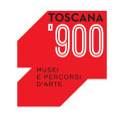 TOSCANA
'900
MUSEI
E PERCORSI
D'ARTE